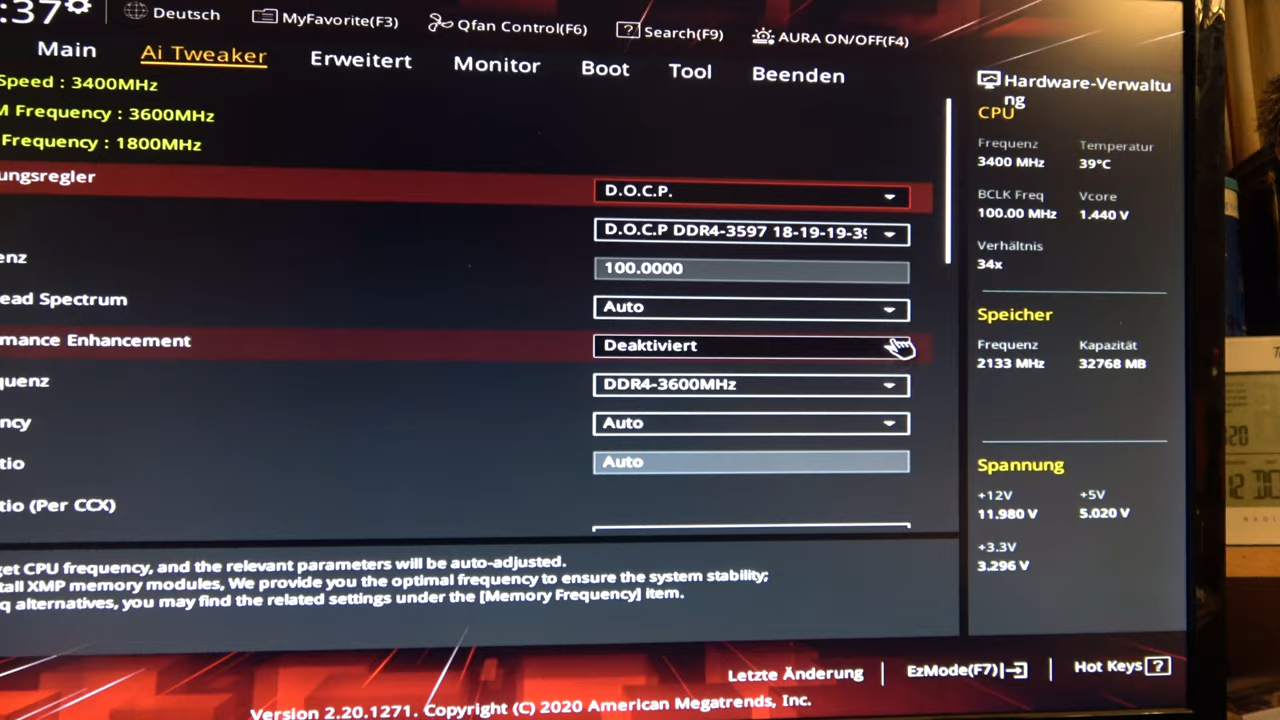 :37
Deutsch
MyFavorite(F3)
Qfan Control(F6)
? Search(F9)
AURA ON/OFF(F4)
Main
Ai Tweaker
Erweitert
Monitor
Boot
Tool
Beenden
Speed : 3400MHz
M Frequency : 3600MHz
Frequency : 1800MHz
ungsregler
D.O.C.P.
D.O.C.P DDR4-3597 18-19-19-39
enz
100.0000
ead Spectrum
Auto
mance Enhancement
Deaktiviert
quenz
DDR4-3600MHz
ncy
Auto
tio
Auto
tio (Per CCX)
get CPU frequency, and the relevant parameters will be auto-adjusted.
tall XMP memory modules, We provide you the optimal frequency to ensure the system stability;
q alternatives, you may find the related settings under the [Memory Frequency] item.
Hardware-Verwaltu
ng
CPU
Frequenz
Temperatur
3400 MHz
39°C
BCLK Freq
Vcore
100.00 MHz
1.440 V
Verhältnis
34x
Speicher
Frequenz
Kapazität
2133 MHz
32768 MB
Spannung
+12V
+5V
11.980 V
5.020 V
+3.3V
3.296 V
Letzte Änderung
EzMode(F7)
Hot Keys ?
Version 2.20.1271. Copyright (C) 2020 American Megatrends, Inc.